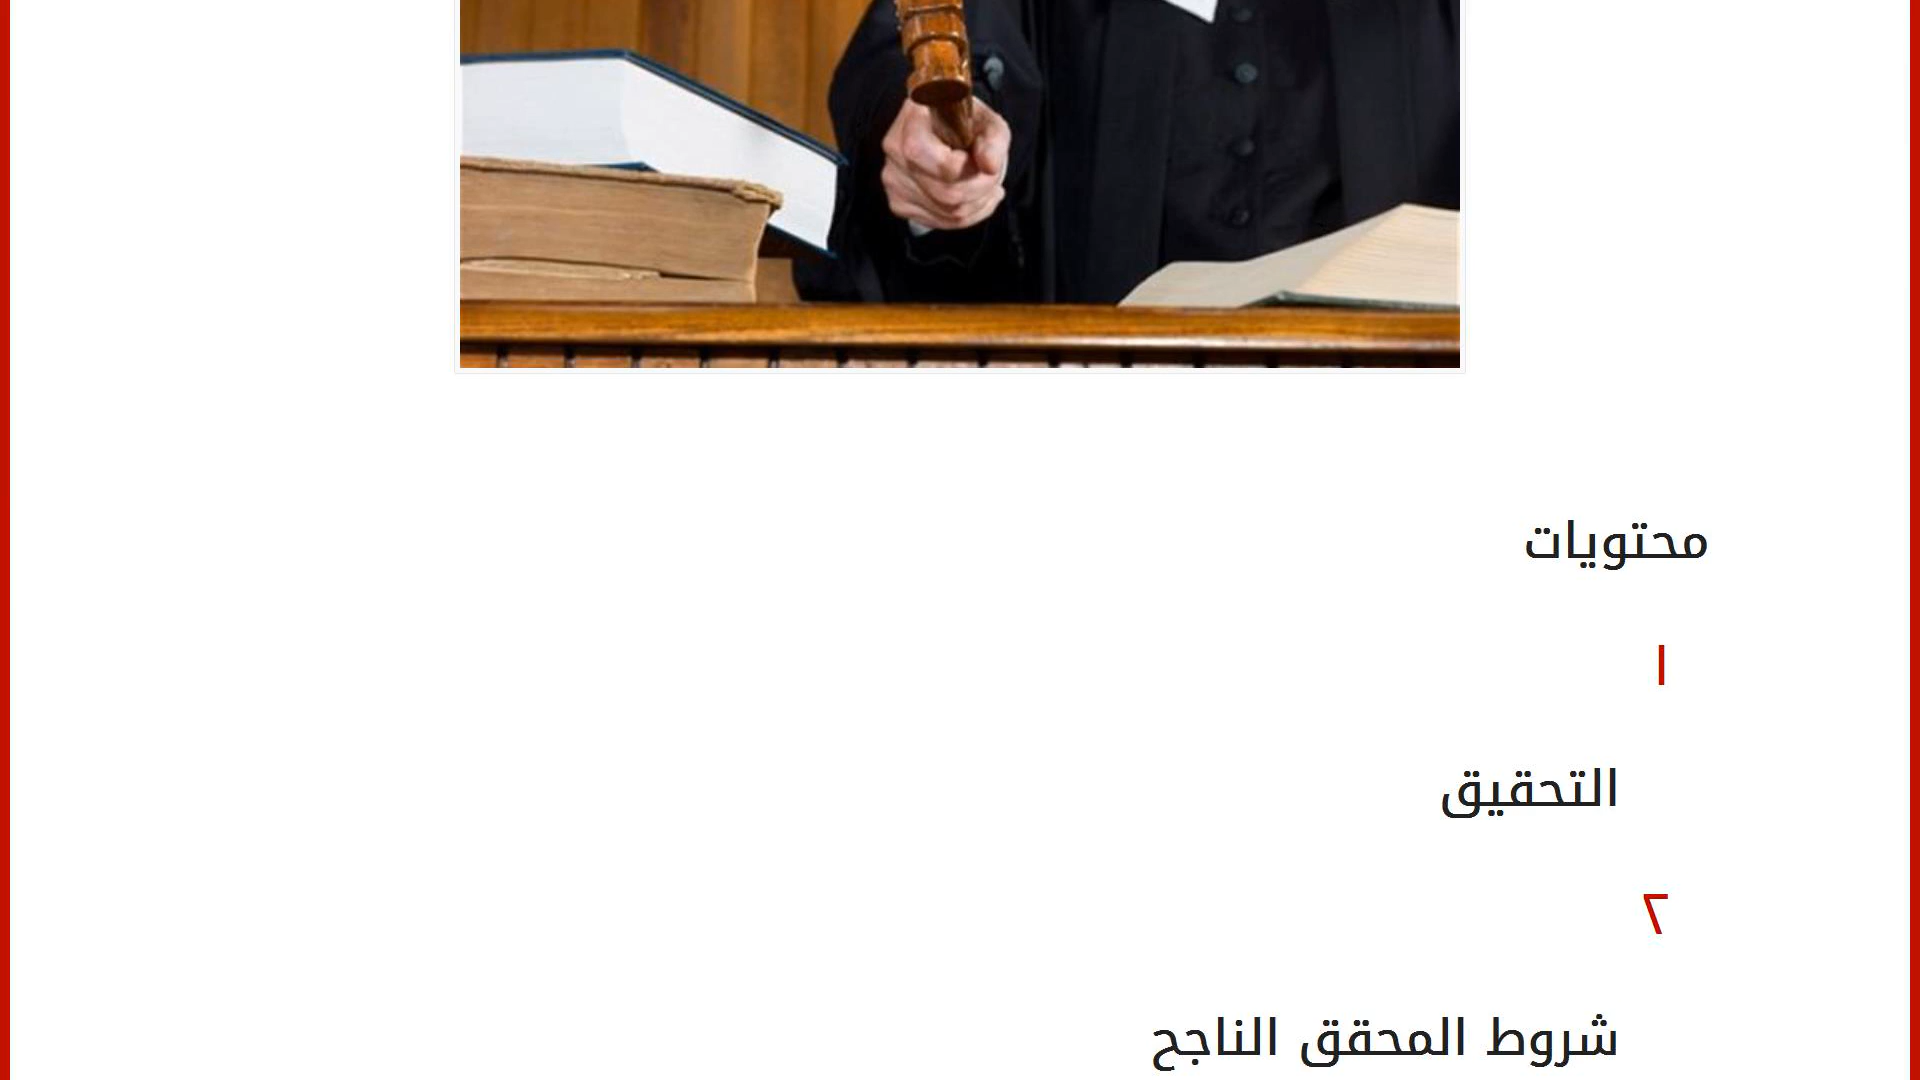 محتويات
١
التحقيق
٢
شروط المحقق الناجح